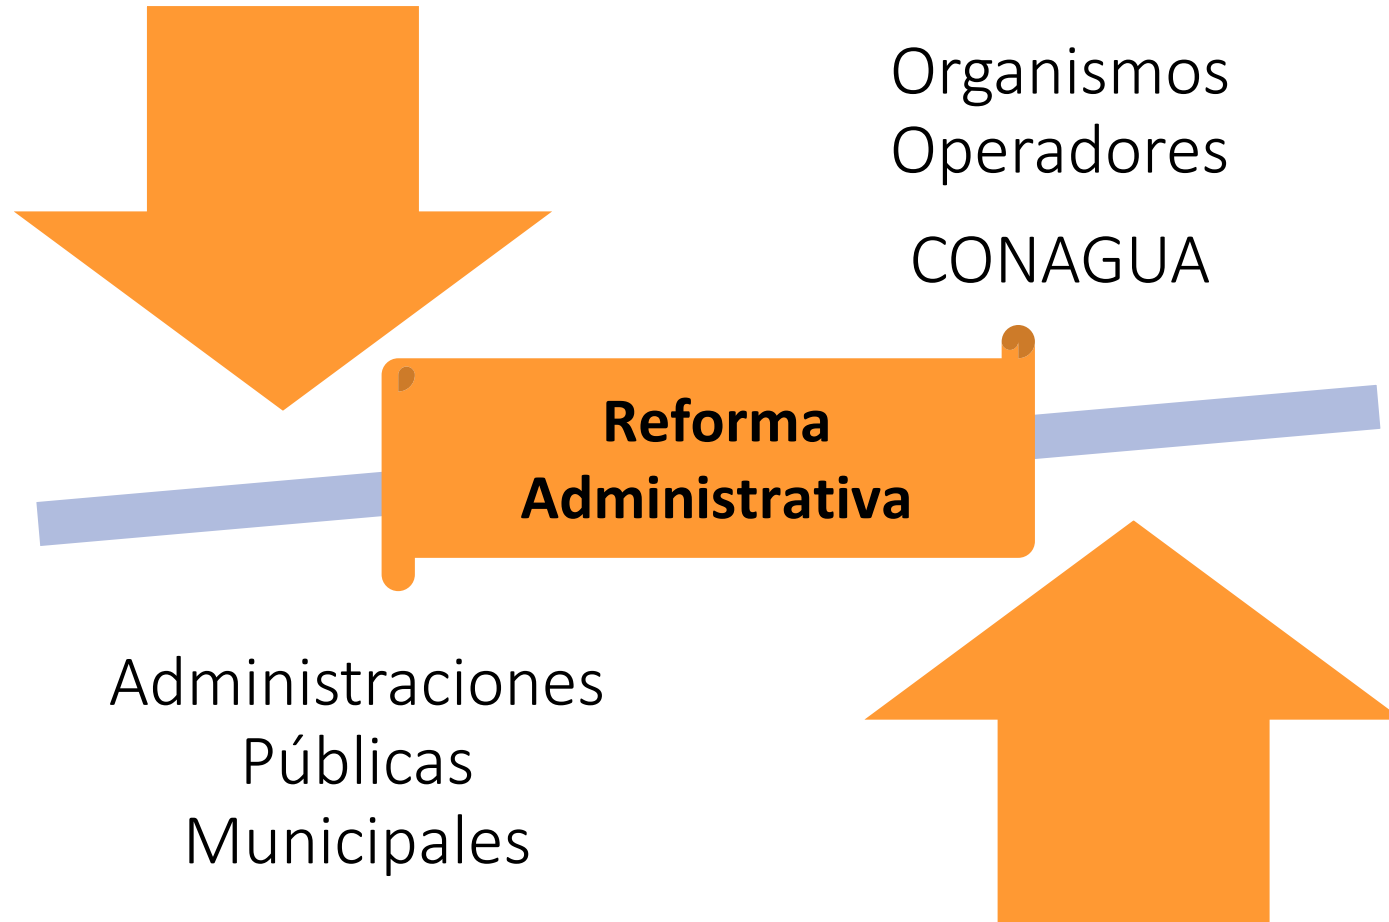 Organismos
Operadores
CONAGUA
Reforma
Administrativa
Administraciones
Públicas
Municipales